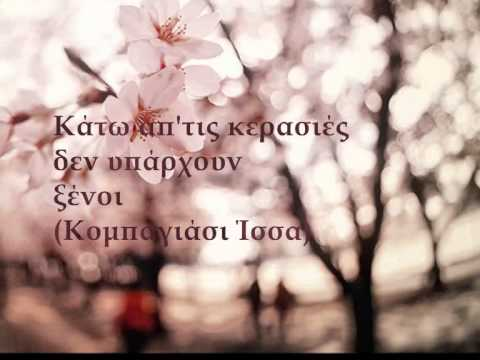 Κάτω απ'τις κερασιές
δεν υπάρχουν
ξένοι
(Κομπαγιάσι Ίσσα)